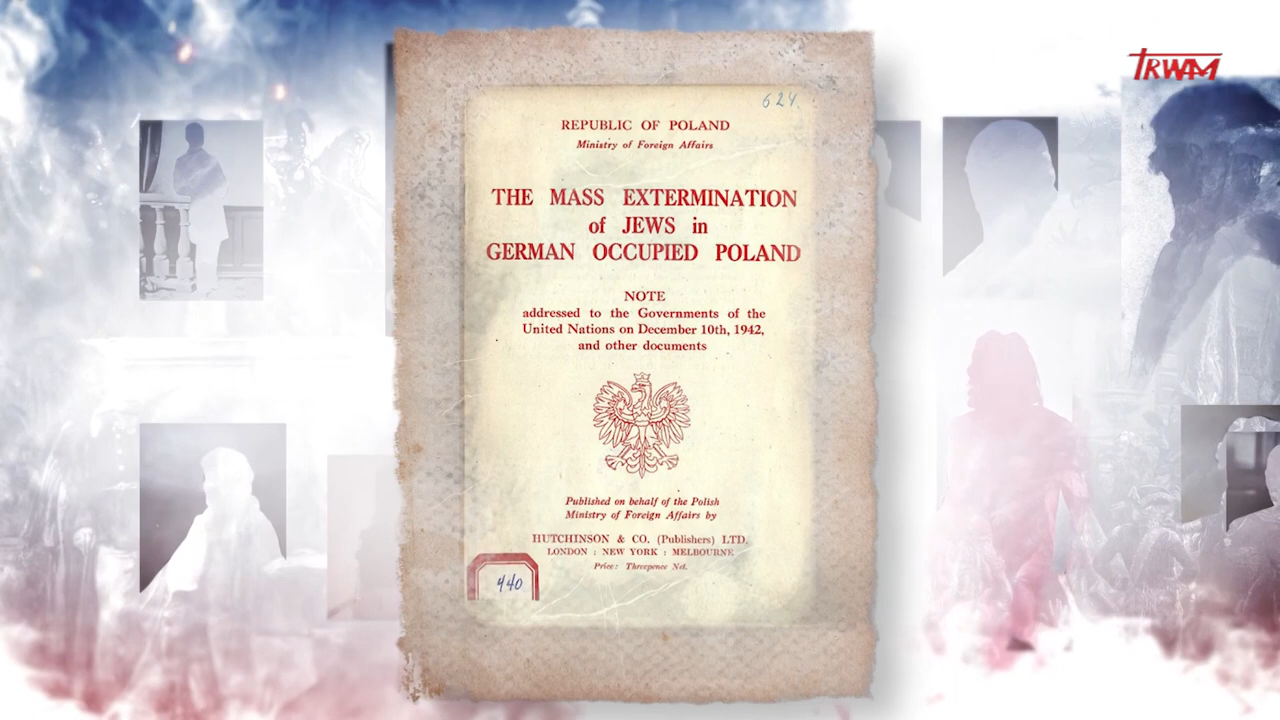 TRWAM
624.
REPUBLIC OF POLAND
Ministry of Foreign Affairs
THE MASS EXTERMINATION
of JEWS in
GERMAN OCCUPIED POLAND
NOTE
addressed to the Governments of the
United Nations on December 10th, 1942,
and other documents
Published on behalf of the Polish
Ministry of Foreign Affairs by
HUTCHINSON & CO. (Publishers) LTD.
LONDON : NEW YORK : MELBOURNE
Price: Threepence Net.
440